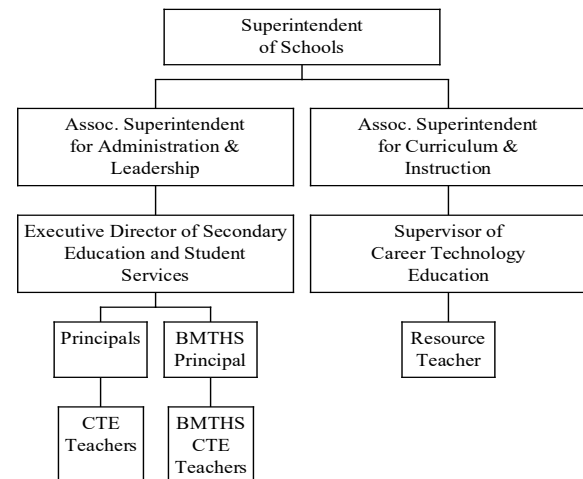 Superintendent
of Schools
Assoc. Superintendent
for Administration &
Leadership
Assoc. Superintendent
for Curriculum &
Instruction
Executive Director of Secondary
Education and Student
Services
Supervisor of
Career Technology
Education
Principals
BMTHS
Principal
Resource
Teacher
CTE
Teachers
BMTHS
CTE
Teachers